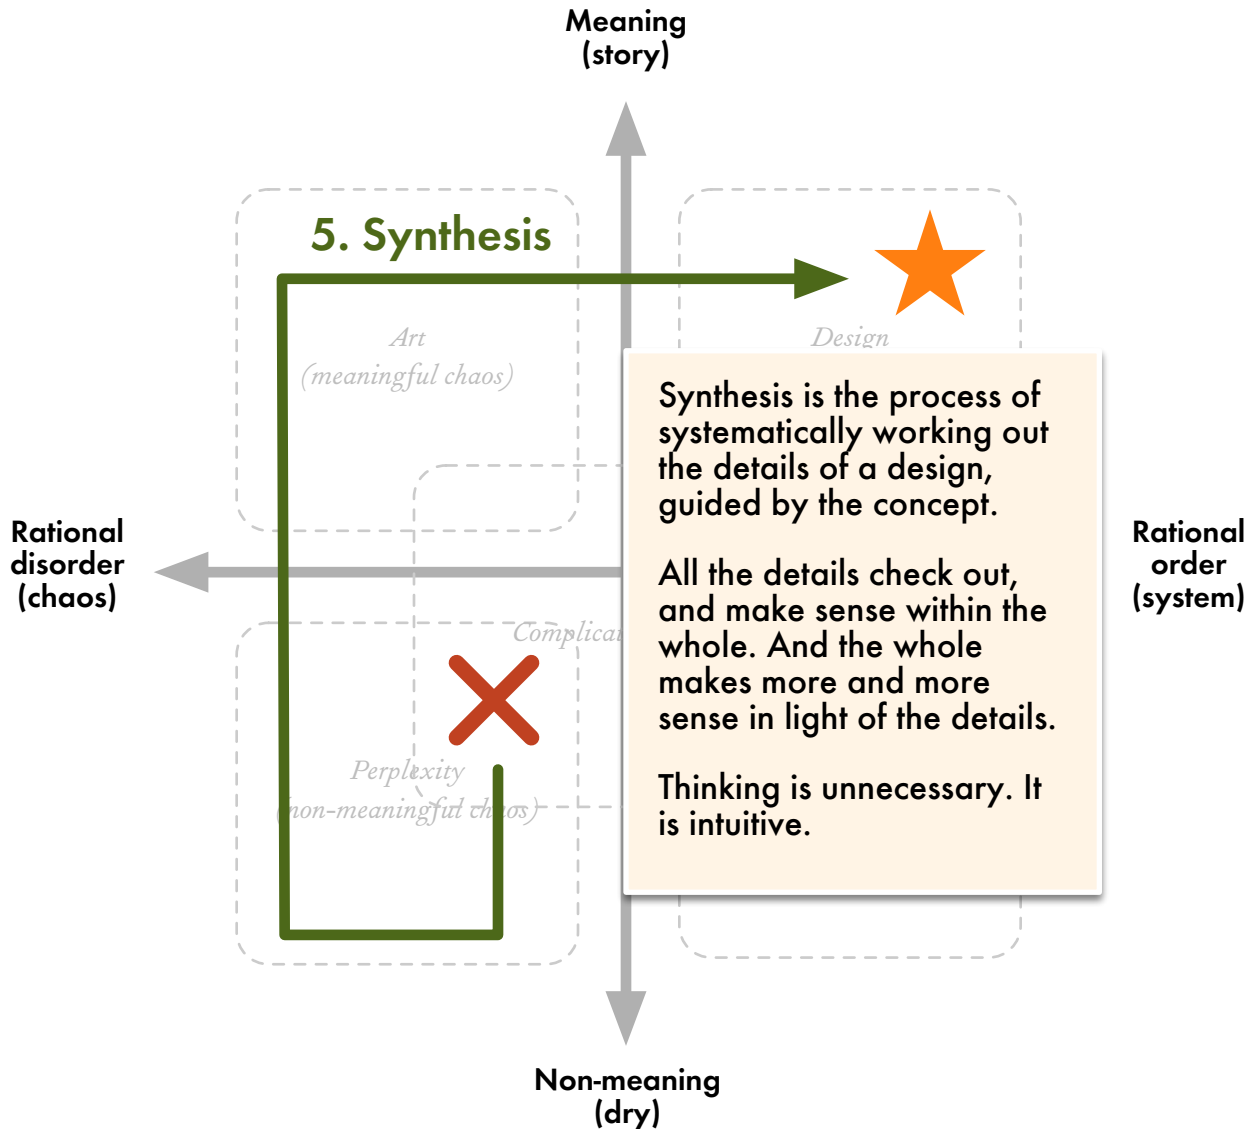 Meaning
(story)
5. Synthesis
Art
(meaningful chaos)
Design
Synthesis is the process of
systematically working out
the details of a design,
guided by the concept.
All the details check out,
and make sense within the
whole. And the whole
makes more and more
sense in light of the details.
Thinking is unnecessary. It
is intuitive.
Rational
disorder
(chaos)
Rational
order
(system)
Perplexity
(non-meaningful chaos)
Non-meaning
(dry)